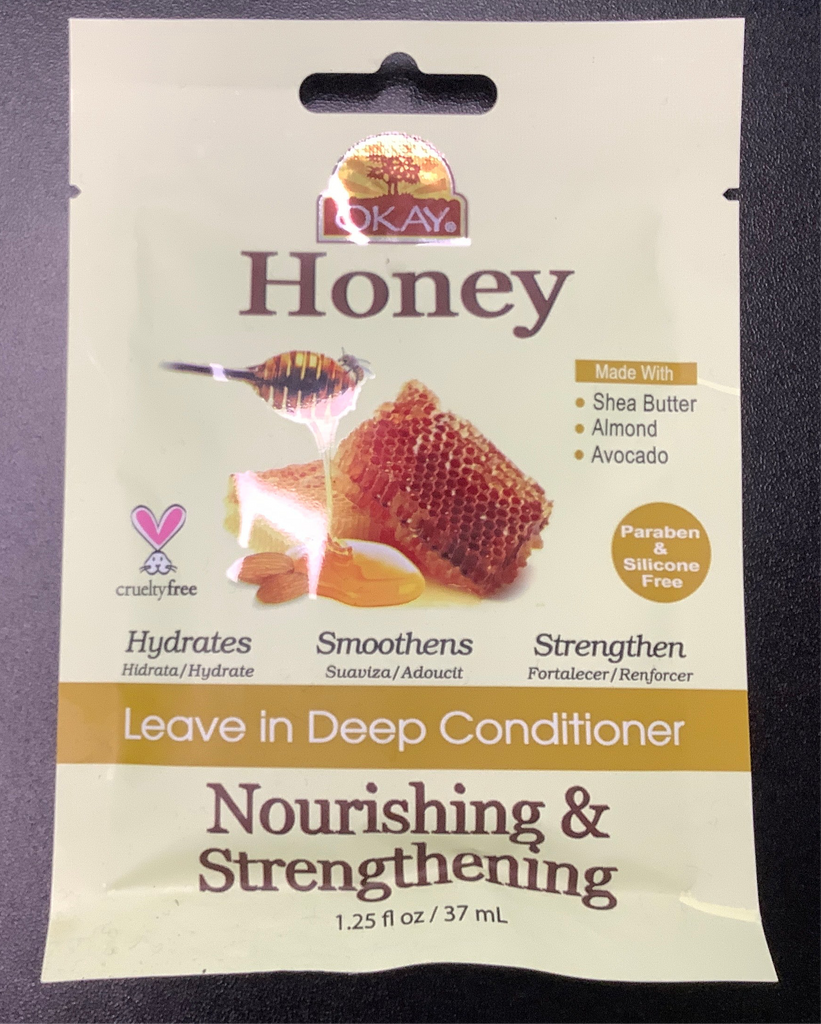 OKAY®
Honey
Made With
• Shea Butter
• Almond
• Avocado
Paraben
&
Silicone
Free
crueltyfree
Hydrates
Hidrata/Hydrate
Smoothens
Suaviza/Adoucit
Strengthen
Fortalecer/Renforcer
Leave in Deep Conditioner
Nourishing &
Strengthening
1.25 fl oz / 37 mL